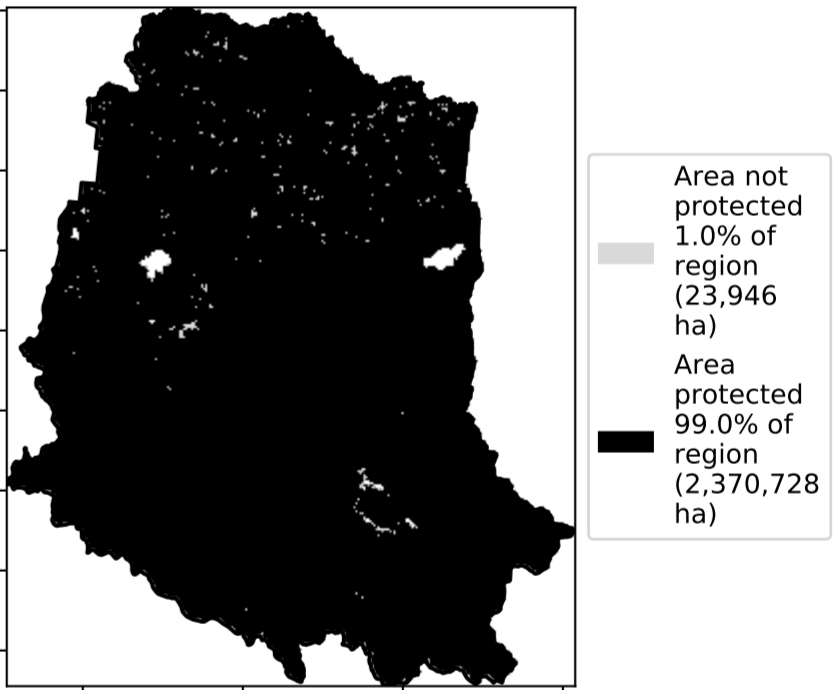 Area not
protected
1.0% of
region
(23,946
ha)
Area
protected
99.0% of
region
(2,370,728
ha)